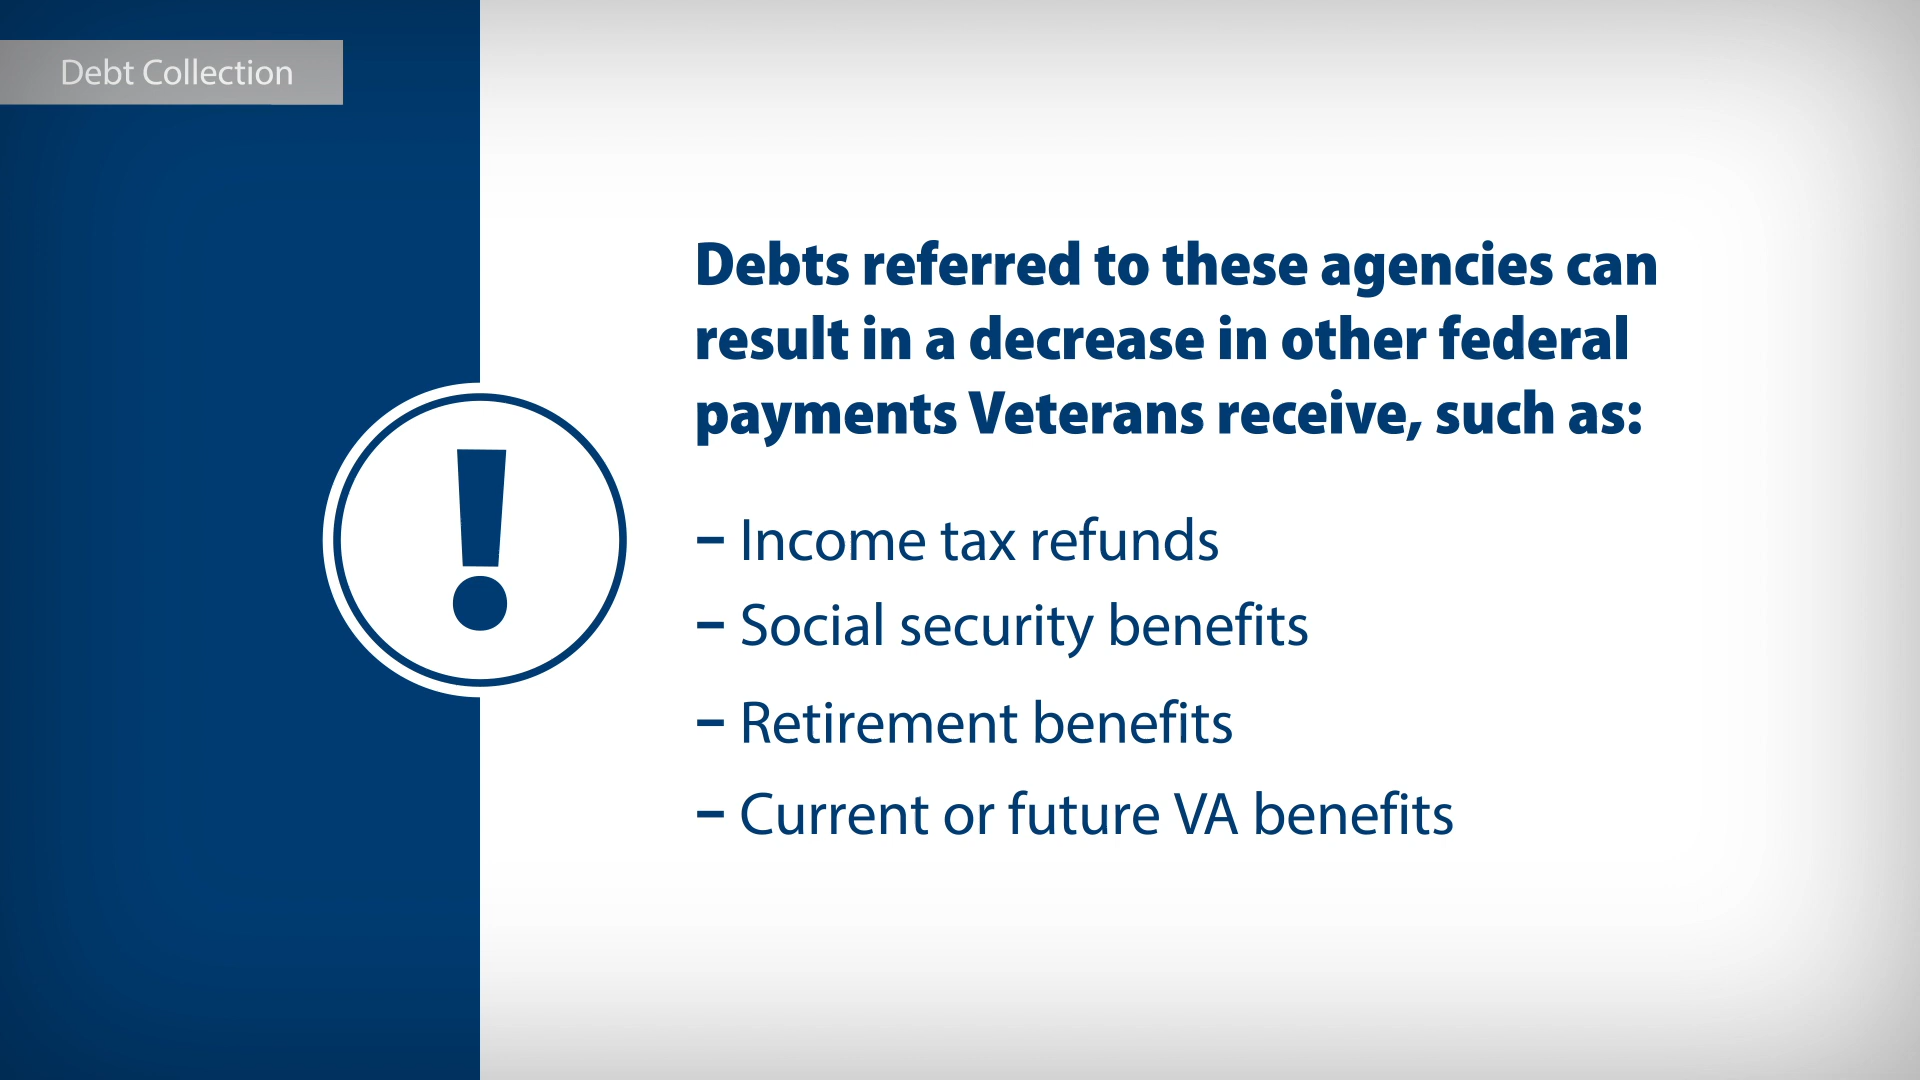 Debt Collection
Debts referred to these agencies can
result in a decrease in other federal
payments Veterans receive, such as:
– Income tax refunds
– Social security benefits
– Retirement benefits
– Current or future VA benefits